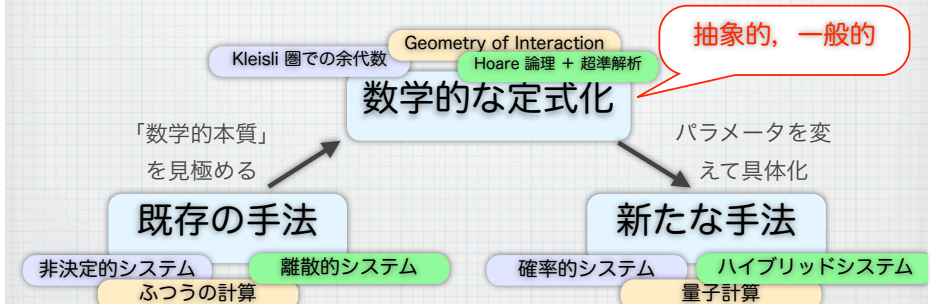 Geometry of Interaction
抽象的，一般的
Kleisli 圏での余代数
Hoare 論理 ＋ 超準解析
数学的な定式化
「数学的本質」
を見極める
パラメータを変
えて具体化
既存の手法
新たな手法
非決定的システム
離散的システム
ふつうの計算
確率的システム
ハイブリッドシステム
量子計算